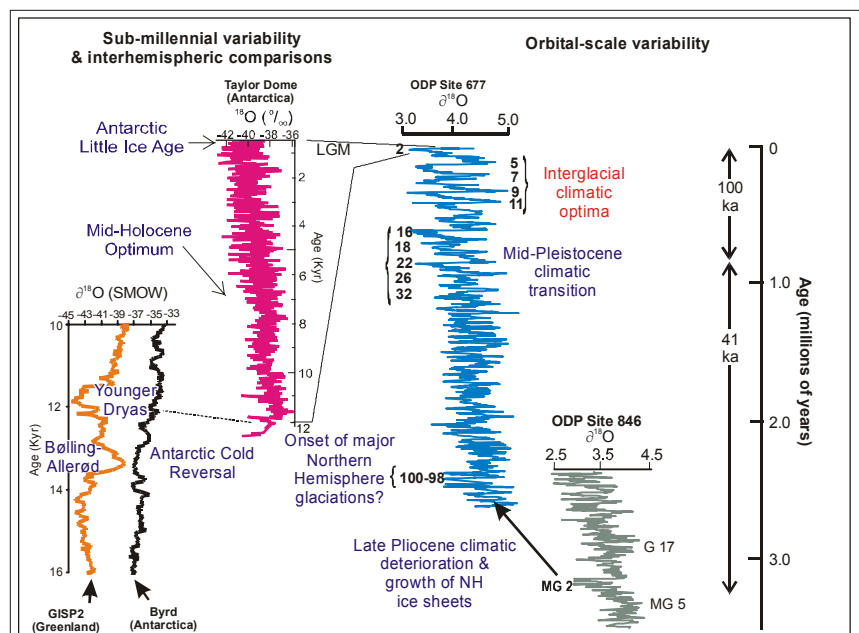 Sub-millennial variability
& interhemispheric comparisons
Orbital-scale variability
Taylor Dome
(Antarctica)
18O (o/oo)
-42 -40 -38 -36
ODP Site 677
∂18O
3.0 4.0 5.0
Antarctic
Little Ice Age
LGM
2
0
2
5
7
9
11
Interglacial
climatic
optima
100
ka
4
Mid-Holocene
Optimum
Age (Kyr)
6
16
18
22
26
32
Mid-Pleistocene
climatic
transition
1.0
Age (millions of years)
∂18O (SMOW)
-45 -43 -41 -39 -37 -35 -33
10
8
41
ka
10
Younger
Dryas
12
12
Age (Kyr)
Bølling-
Allerød
Antarctic Cold
Reversal
Onset of major
Northern
Hemisphere
glaciations?
100-98
2.0
ODP Site 846
∂18O
2.5 3.5 4.5
14
Late Pliocene climatic
deterioration &
growth of NH
ice sheets
G 17
MG 2
MG 5
3.0
16
GISP2
(Greenland)
Byrd
(Antarctica)